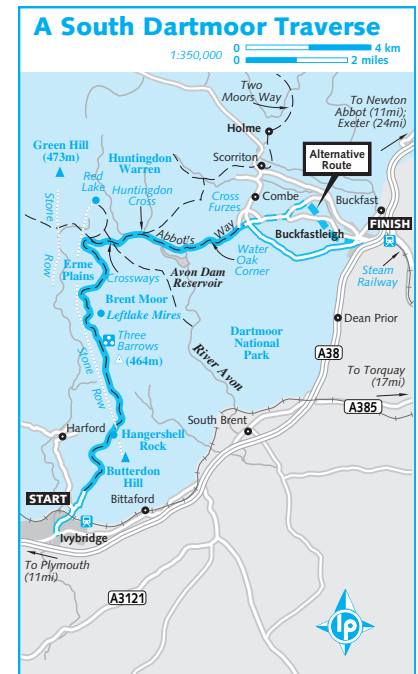 A South Dartmoor Traverse
1:350,000
0
4 km
0
2 miles
Two
Moors Way
To Newton
Abbot (11mi);
Exeter (24mi)
Holme
Green Hill
(473m)
Huntingdon
Warren
Scorriton
Alternative
Route
Red
Lake
Huntingdon
Cross
Cross
Furzes
Combe
Buckfast
Stone
Row
Abbot's
Way
FINISH
Buckfastleigh
Water
Oak
Corner
Erme
Plains
Crossways
Avon Dam
Reservoir
Steam
Railway
Brent Moor
Leftlake Mires
Dartmoor
National
Park
Dean Prior
Three
Barrows
(464m)
River Avon
A38
Stone
Row
To Torquay
(17mi)
A385
Harford
South Brent
Hangershell
Rock
Butterdon
Hill
START
Bittaford
Ivybridge
To Plymouth
(11mi)
A3121
lp